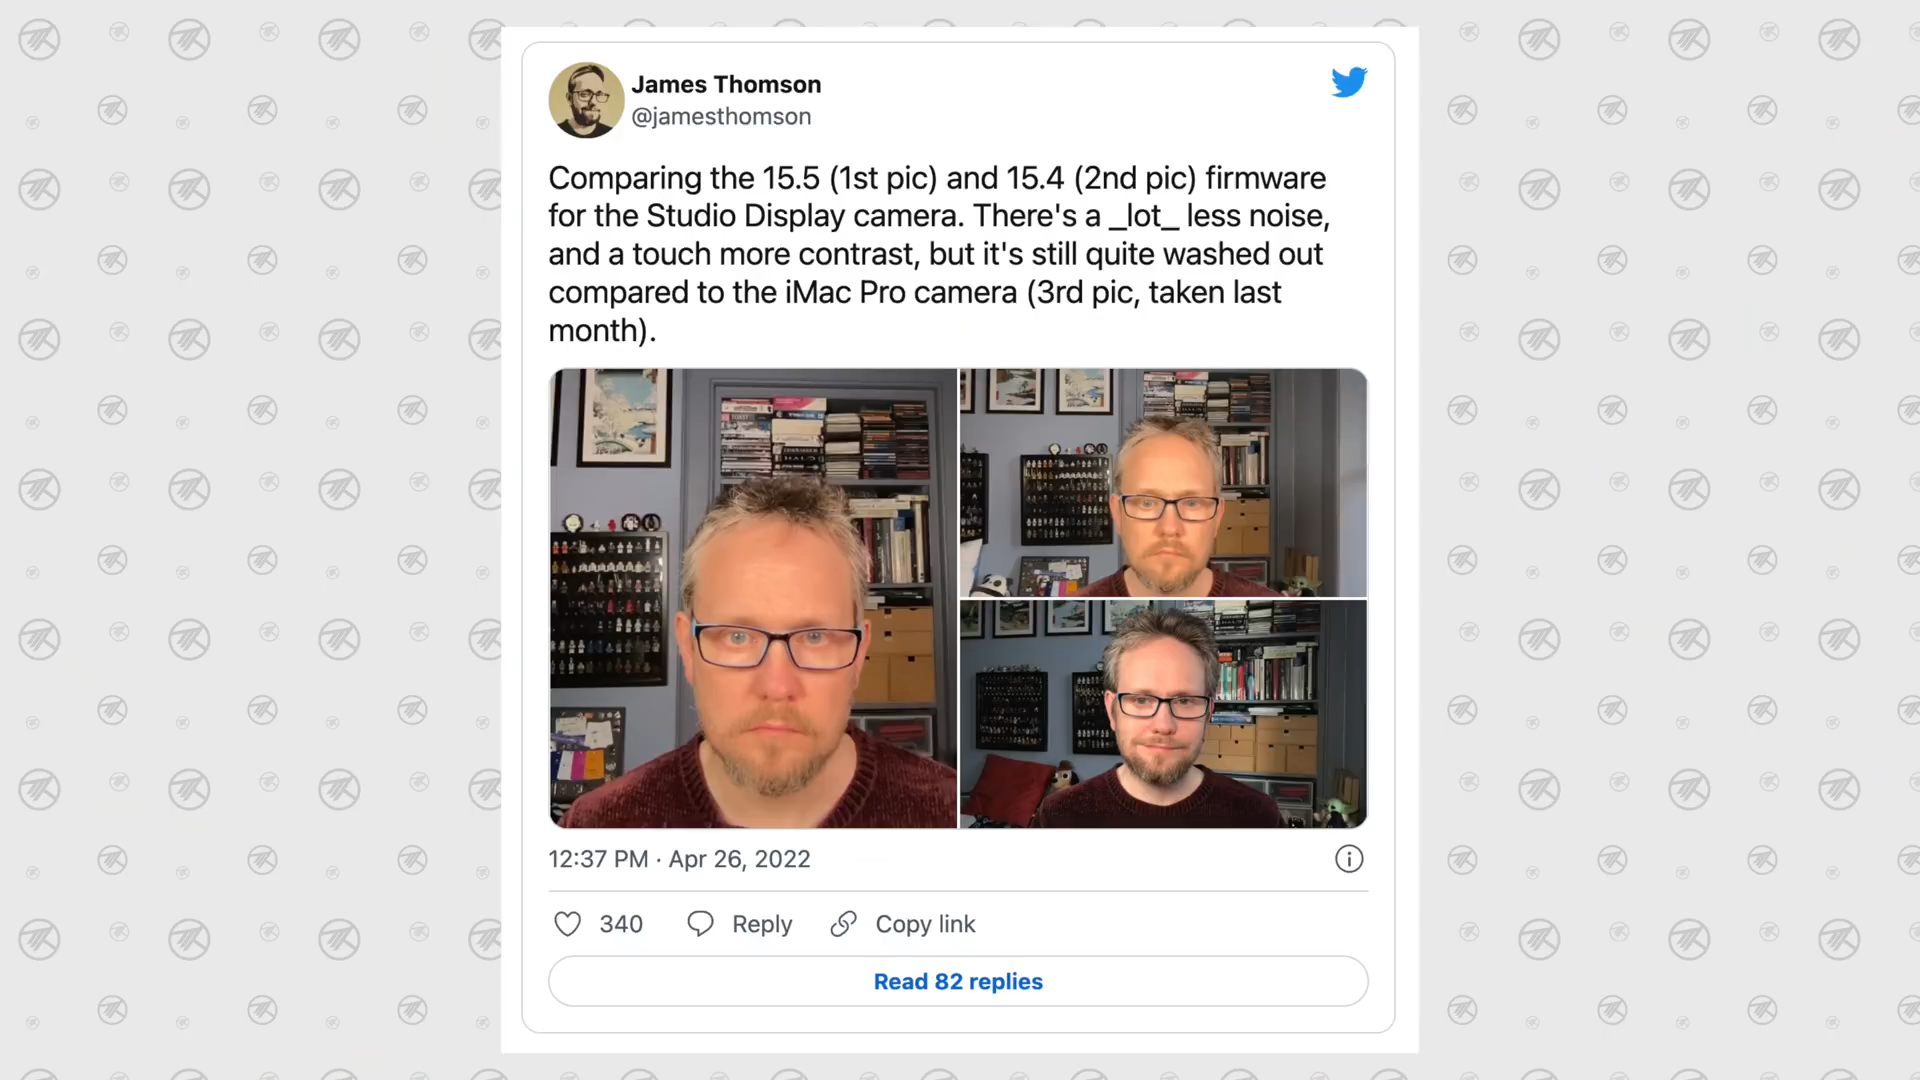 James Thomson
@jamesthomson
Comparing the 15.5 (1st pic) and 15.4 (2nd pic) firmware
for the Studio Display camera. There's a _lot_ less noise,
and a touch more contrast, but it's still quite washed out
compared to the iMac Pro camera (3rd pic, taken last
month).
12:37 PM · Apr 26, 2022
340 Reply Copy link
Read 82 replies